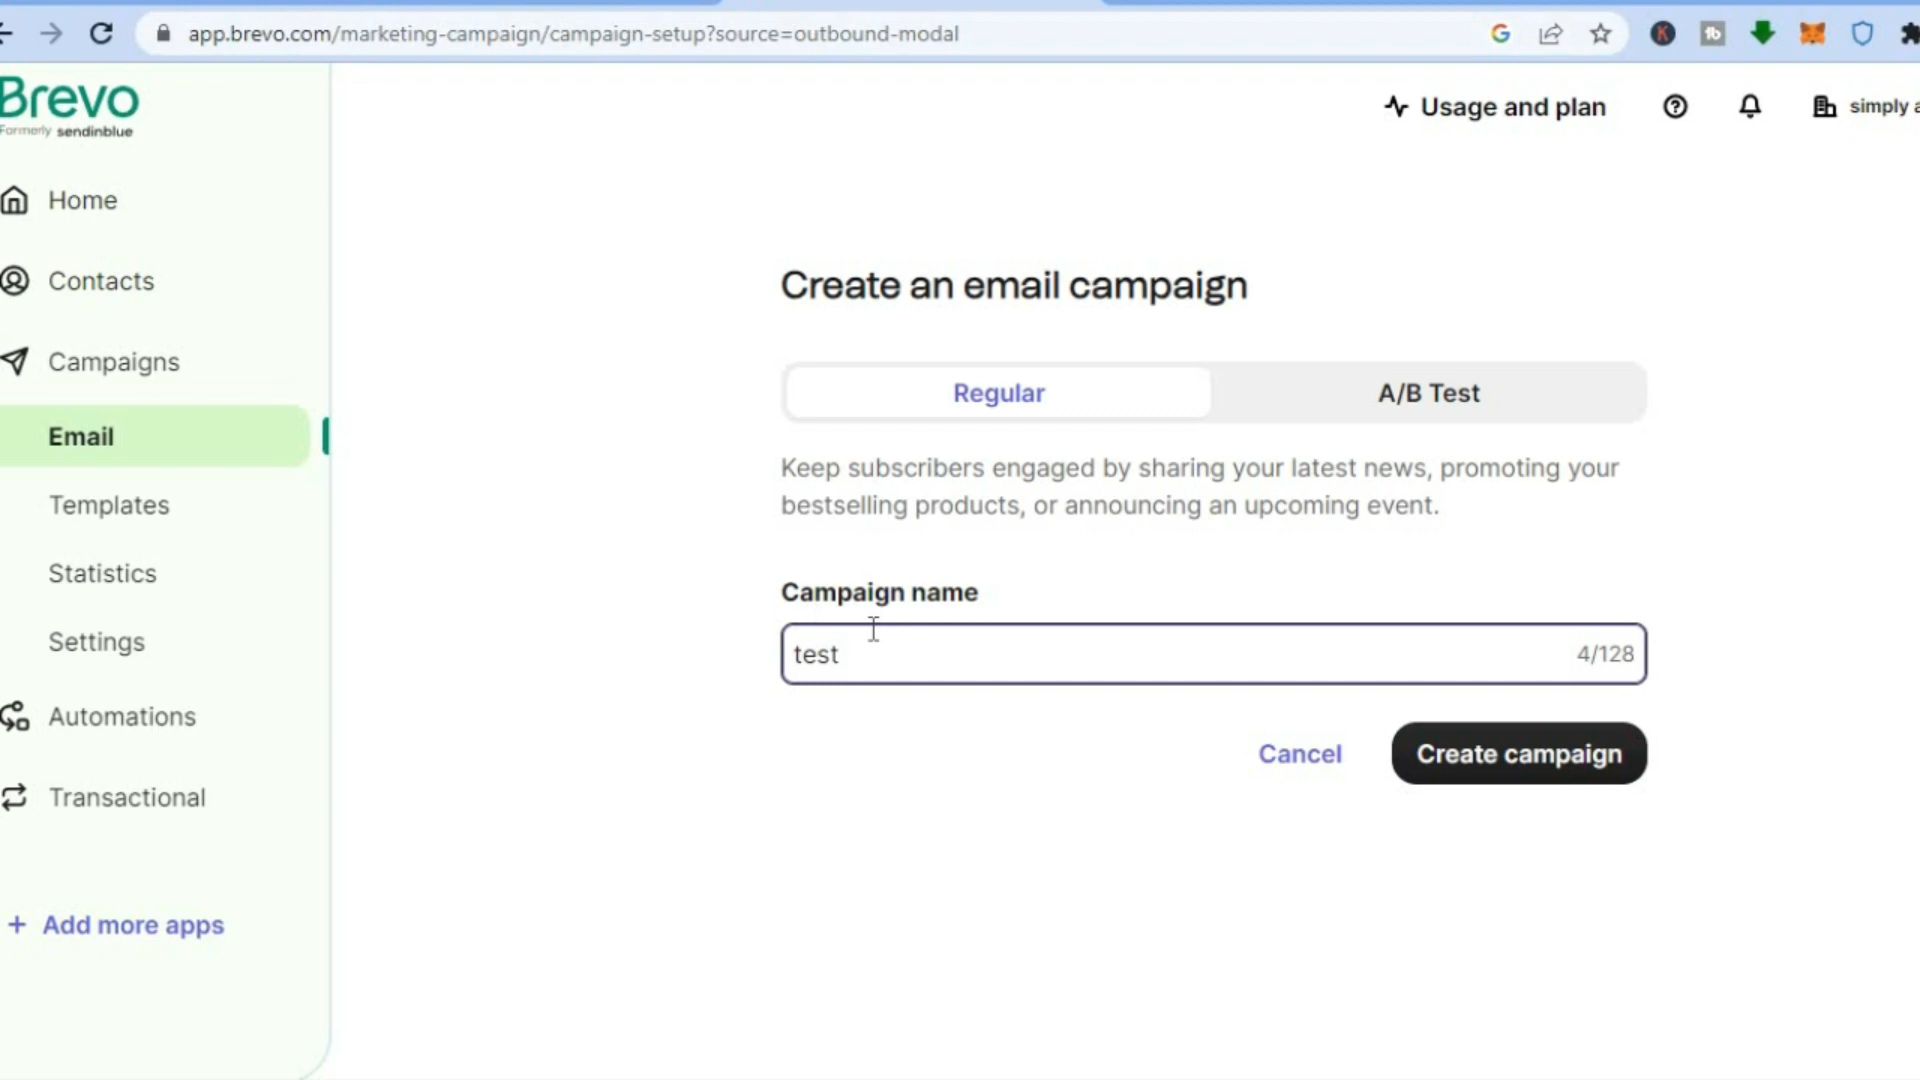 app.brevo.com/marketing-campaign/campaign-setup?source=outbound-modal
Brevo
Formerly sendinblue
Usage and plan
simply
Home
Contacts
Campaigns
Email
Templates
Statistics
Settings
Automations
Transactional
+ Add more apps
Create an email campaign
Regular
A/B Test
Keep subscribers engaged by sharing your latest news, promoting your
bestselling products, or announcing an upcoming event.
Campaign name
test
4/128
Cancel
Create campaign